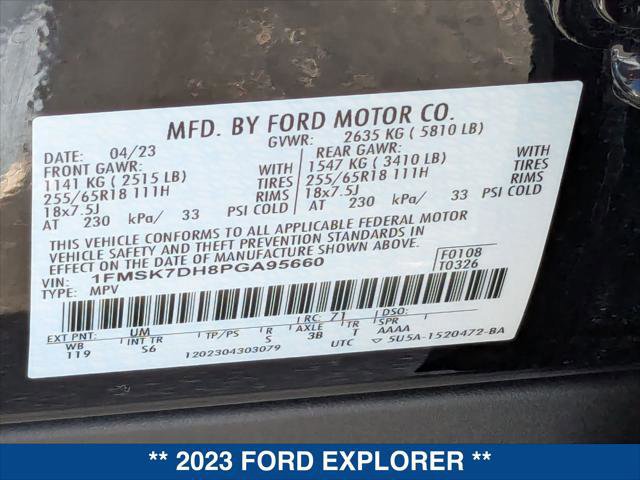 MFD. BY FORD MOTOR CO.
DATE: 04/23 GVWR: 2635 KG ( 5810 LB)
FRONT GAWR: REAR GAWR:
1141 KG ( 2515 LB) WITH 1547 KG ( 3410 LB) WITH
255/65R18 111H TIRES 255/65R18 111H TIRES
18x7.5J RIMS 18x7.5J RIMS
AT 230 kPa/ 33 PSI COLD AT 230 kPa/ 33 PSI COLD
THIS VEHICLE CONFORMS TO ALL APPLICABLE FEDERAL MOTOR
VEHICLE SAFETY AND THEFT PREVENTION STANDARDS IN
EFFECT ON THE DATE OF MANUFACTURE SHOWN ABOVE.
VIN: 1FMSK7DH8PGA95660 F0108
TYPE: MPV T0326
EXT PNT: UM RC: 71 DSO:
WB INT TR TP/PS R AXLE TR SPR
119 S6 S 3B T AAAA
1202304303079 UTC ▽ 5U5A-1520472-BA
** 2023 FORD EXPLORER **